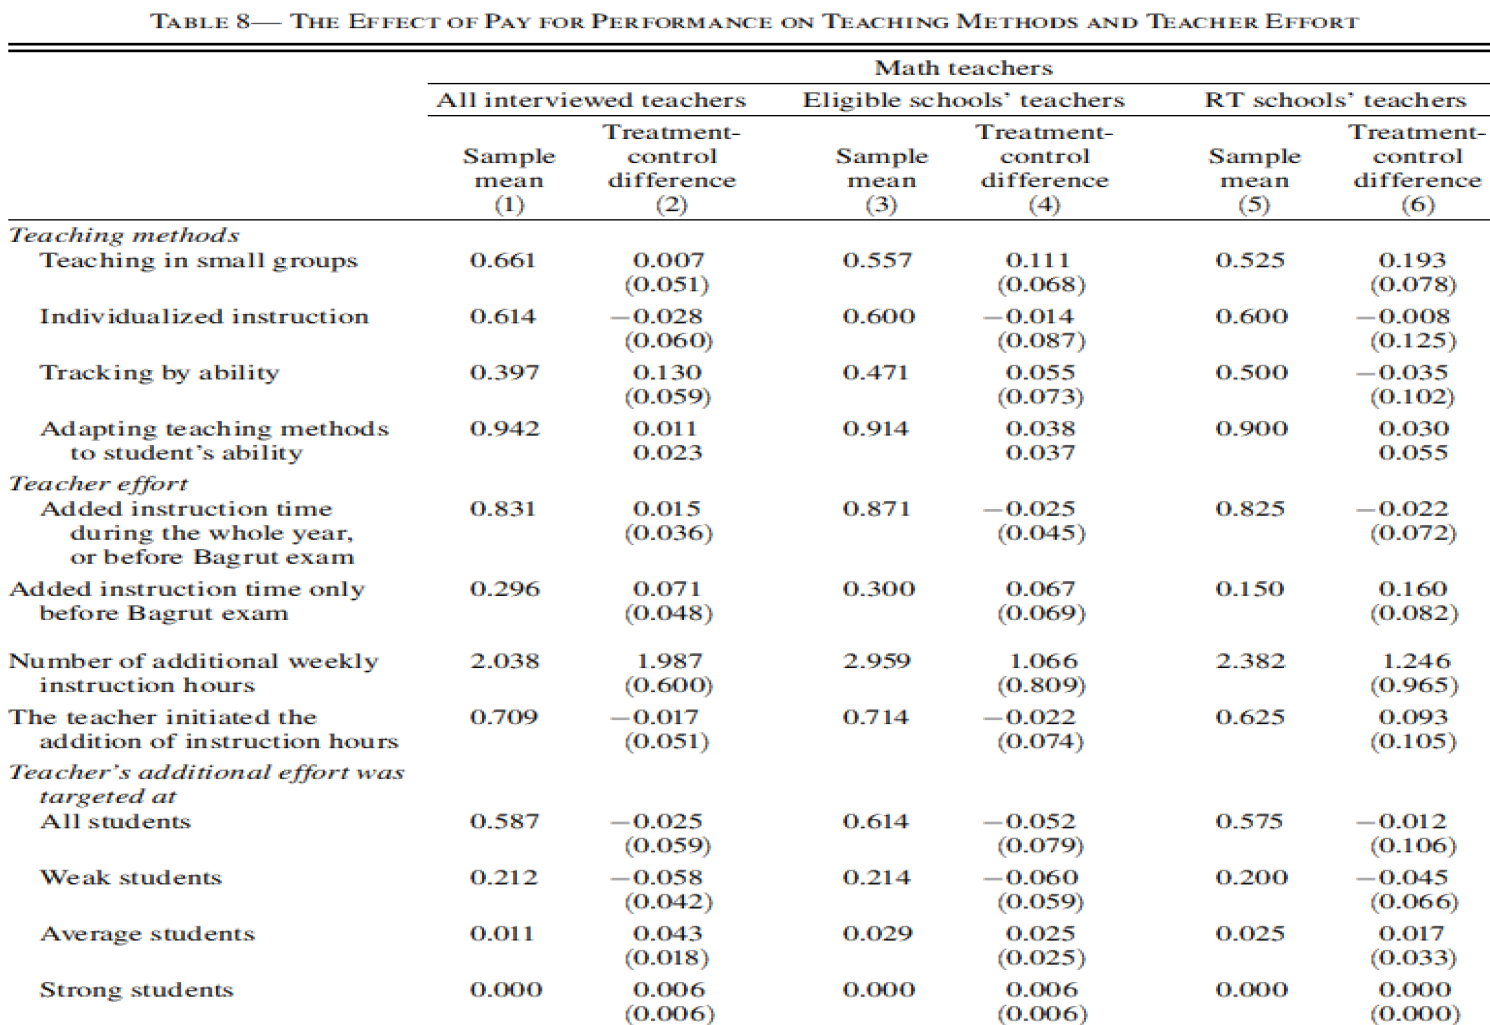 TABLE 8— THE EFFECT OF PAY FOR PERFORMANCE ON TEACHING METHODS AND TEACHER EFFORT
Math teachers
All interviewed teachers Eligible schools' teachers RT schools' teachers
Treatment- Treatment- Treatment-
Sample control Sample control Sample control
mean difference mean difference mean difference
(1) (2) (3) (4) (5) (6)
Teaching methods
Teaching in small groups 0.661 0.007 0.557 0.111 0.525 0.193
(0.051) (0.068) (0.078)
Individualized instruction 0.614 −0.028 0.600 −0.014 0.600 −0.008
(0.060) (0.087) (0.125)
Tracking by ability 0.397 0.130 0.471 0.055 0.500 −0.035
(0.059) (0.073) (0.102)
Adapting teaching methods 0.942 0.011 0.914 0.038 0.900 0.030
to student's ability 0.023 0.037 0.055
Teacher effort
Added instruction time 0.831 0.015 0.871 −0.025 0.825 −0.022
during the whole year, (0.036) (0.045) (0.072)
or before Bagrut exam
Added instruction time only 0.296 0.071 0.300 0.067 0.150 0.160
before Bagrut exam (0.048) (0.069) (0.082)
Number of additional weekly 2.038 1.987 2.959 1.066 2.382 1.246
instruction hours (0.600) (0.809) (0.965)
The teacher initiated the 0.709 −0.017 0.714 −0.022 0.625 0.093
addition of instruction hours (0.051) (0.074) (0.105)
Teacher's additional effort was
targeted at
All students 0.587 −0.025 0.614 −0.052 0.575 −0.012
(0.059) (0.079) (0.106)
Weak students 0.212 −0.058 0.214 −0.060 0.200 −0.045
(0.042) (0.059) (0.066)
Average students 0.011 0.043 0.029 0.025 0.025 0.017
(0.018) (0.025) (0.033)
Strong students 0.000 0.006 0.000 0.006 0.000 0.000
(0.006) (0.006) (0.000)